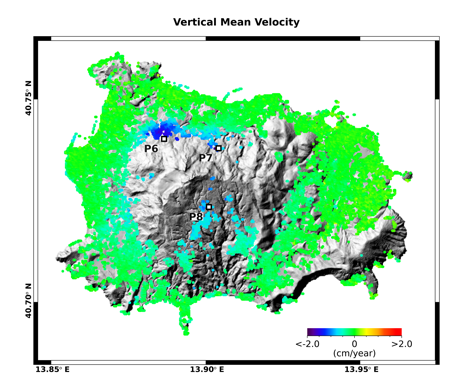 Vertical Mean Velocity
40.75° N
P6
P7
P8
40.70° N
<-2.0 0 >2.0
(cm/year)
13.85° E 13.90° E 13.95° E